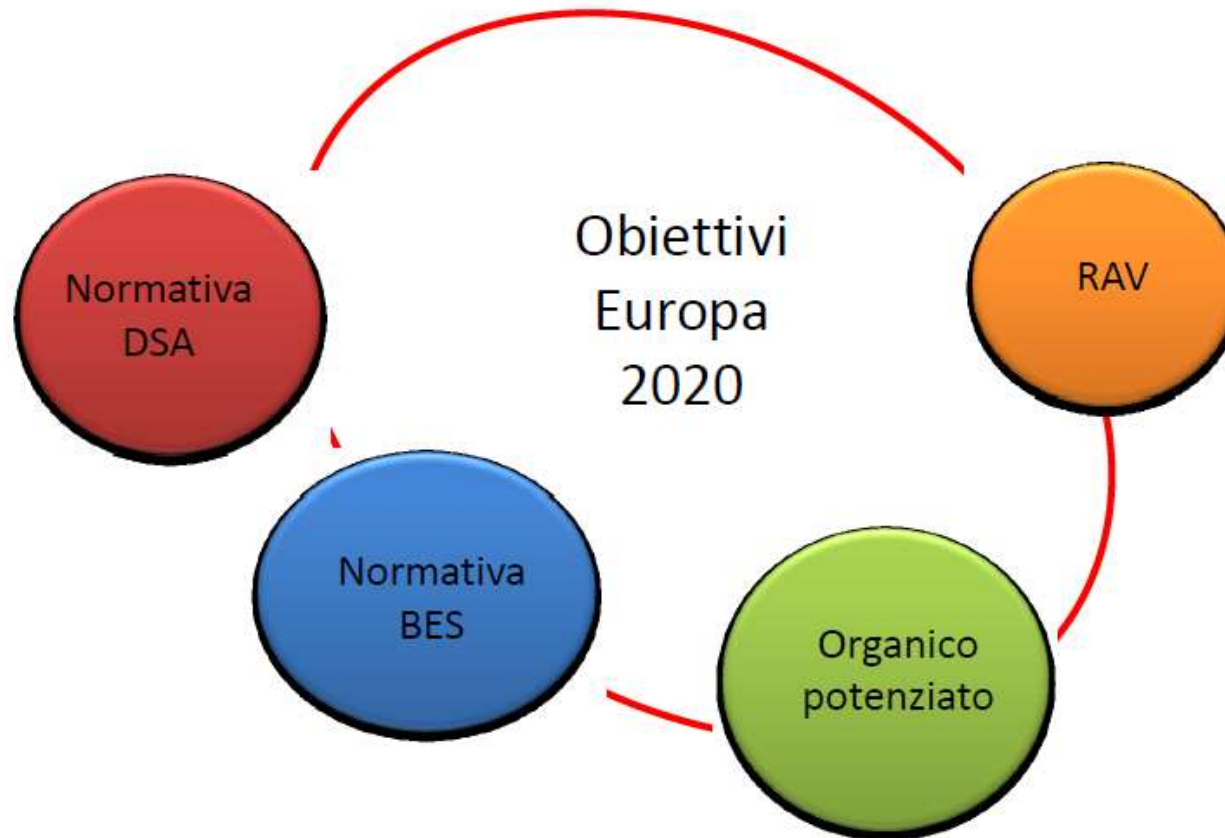 Obiettivi
Europa
2020
Normativa
DSA
RAV
Normativa
BES
Organico
potenziato